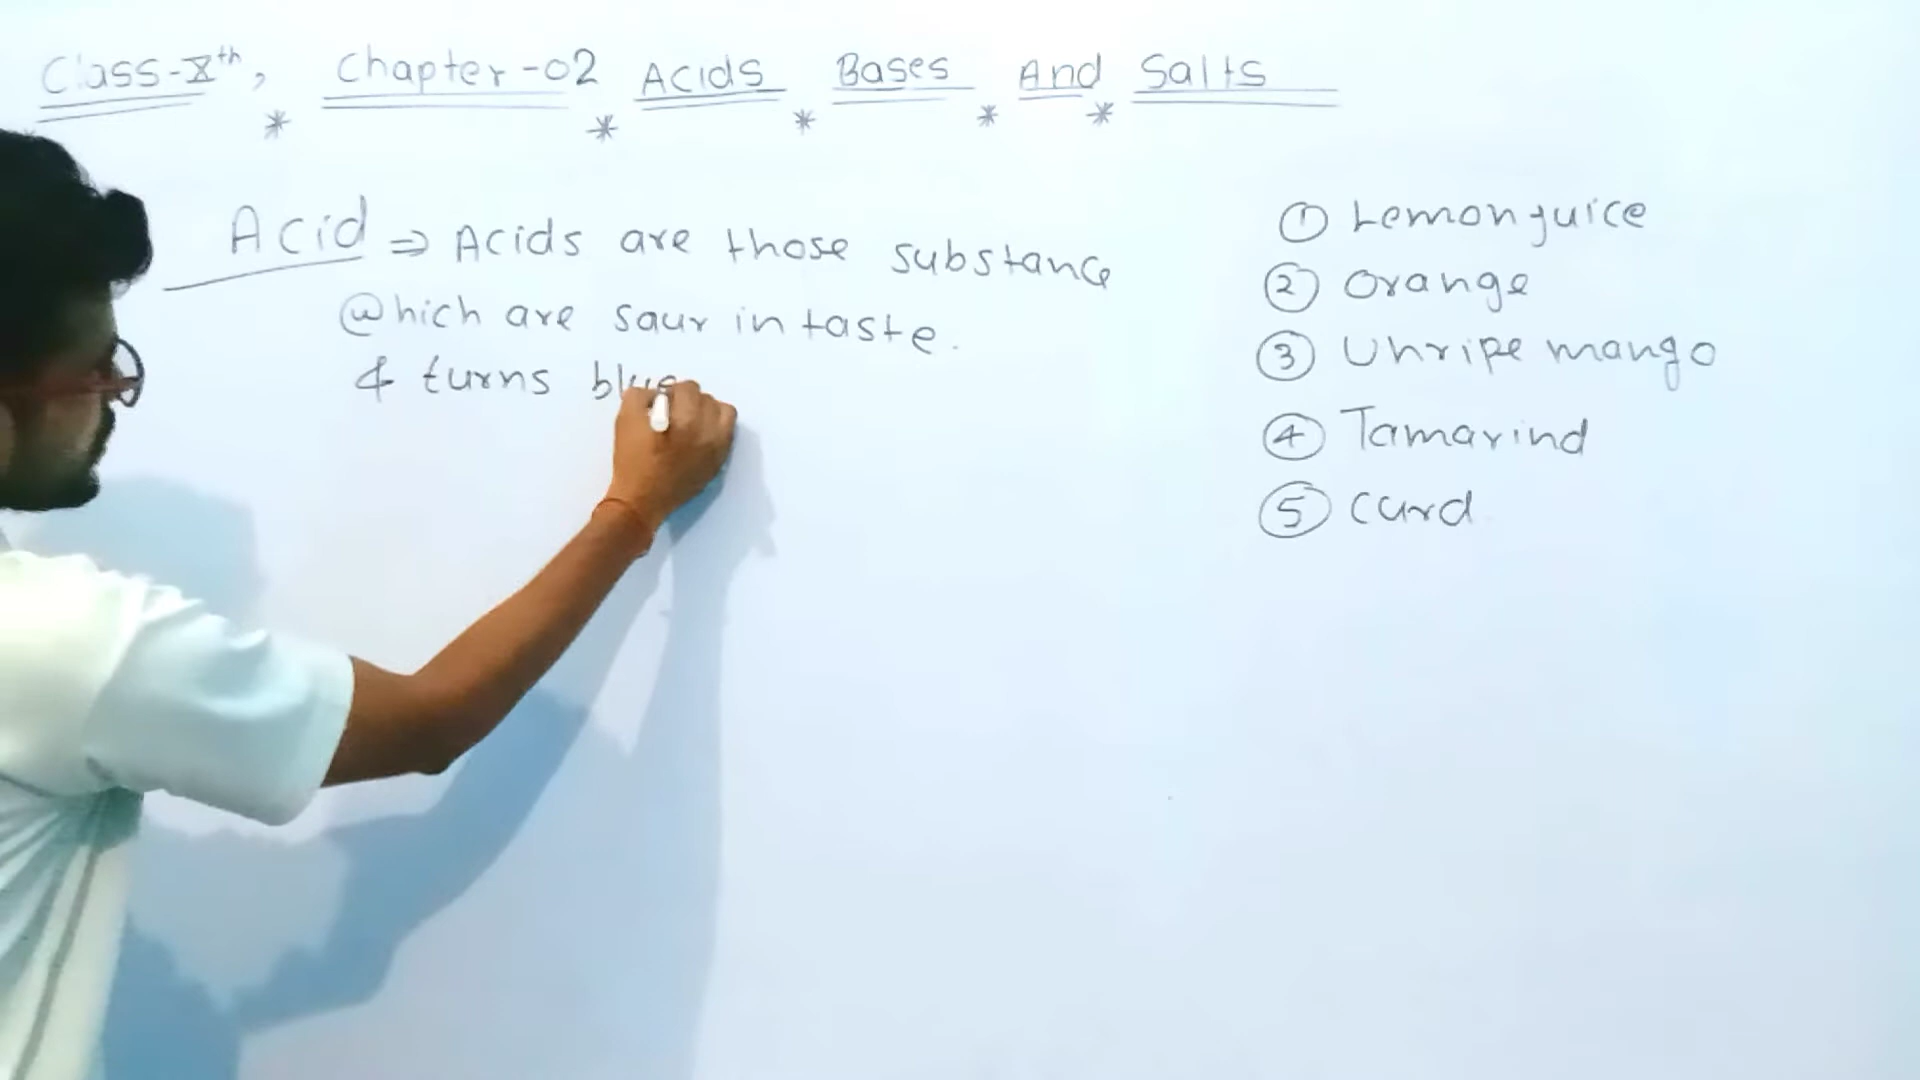 Class-Xth, Chapter-02 Acids Bases And Salts
Acid ⇒ Acids are those substance
Which are saur in taste.
& turns blue
① Lemon juice
② Orange
③ Unripe mango
④ Tamarind
⑤ Curd